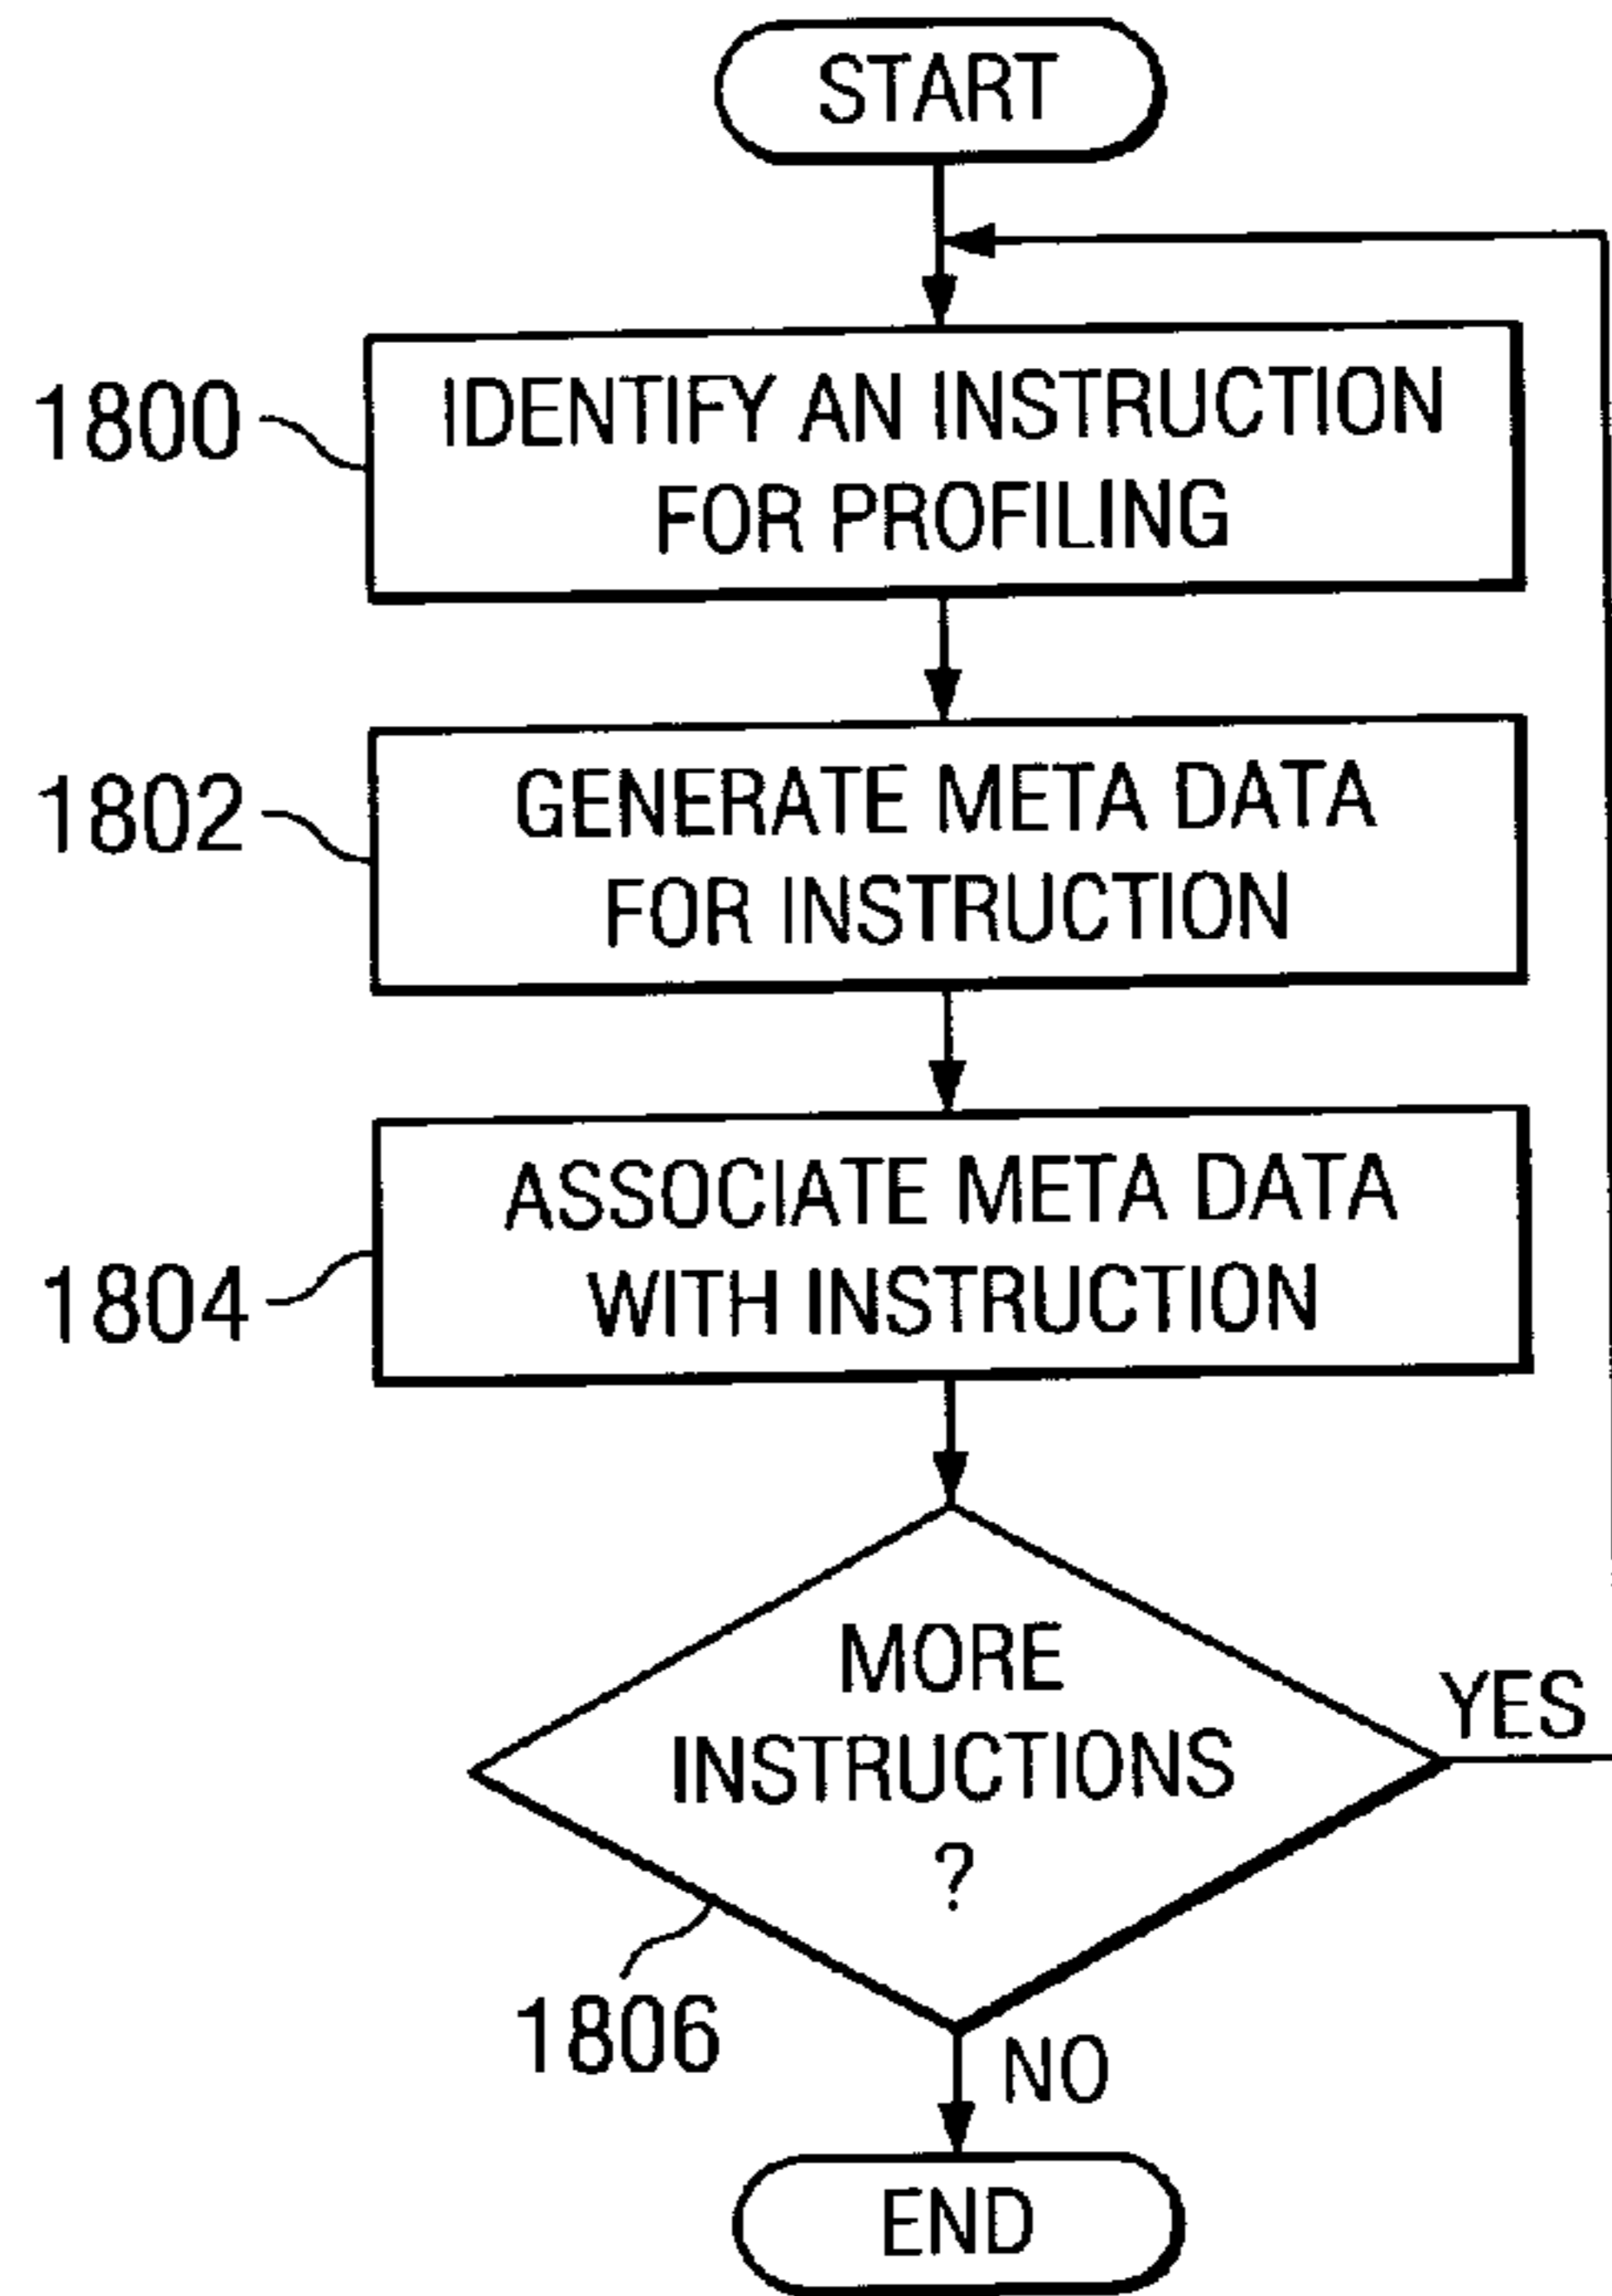 START
1800
IDENTIFY AN INSTRUCTION
FOR PROFILING
1802
GENERATE META DATA
FOR INSTRUCTION
1804
ASSOCIATE META DATA
WITH INSTRUCTION
MORE
INSTRUCTIONS
?
YES
1806
NO
END